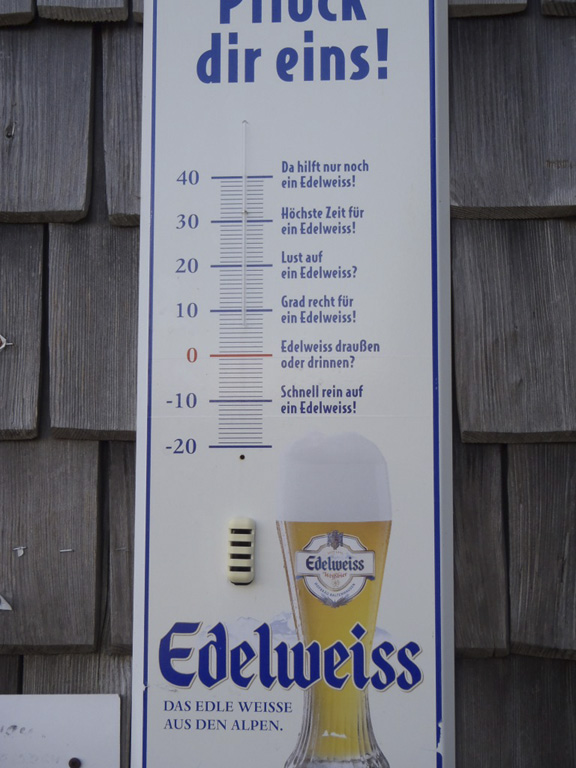 Pflück
dir eins!
40 Da hilft nur noch
ein Edelweiss!
30 Höchste Zeit für
ein Edelweiss!
20 Lust auf
ein Edelweiss?
10 Grad recht für
ein Edelweiss!
0 Edelweiss draußen
oder drinnen?
-10 Schnell rein auf
ein Edelweiss!
-20
Edelweiss
Edelweiss
DAS EDLE WEISSE
AUS DEN ALPEN.